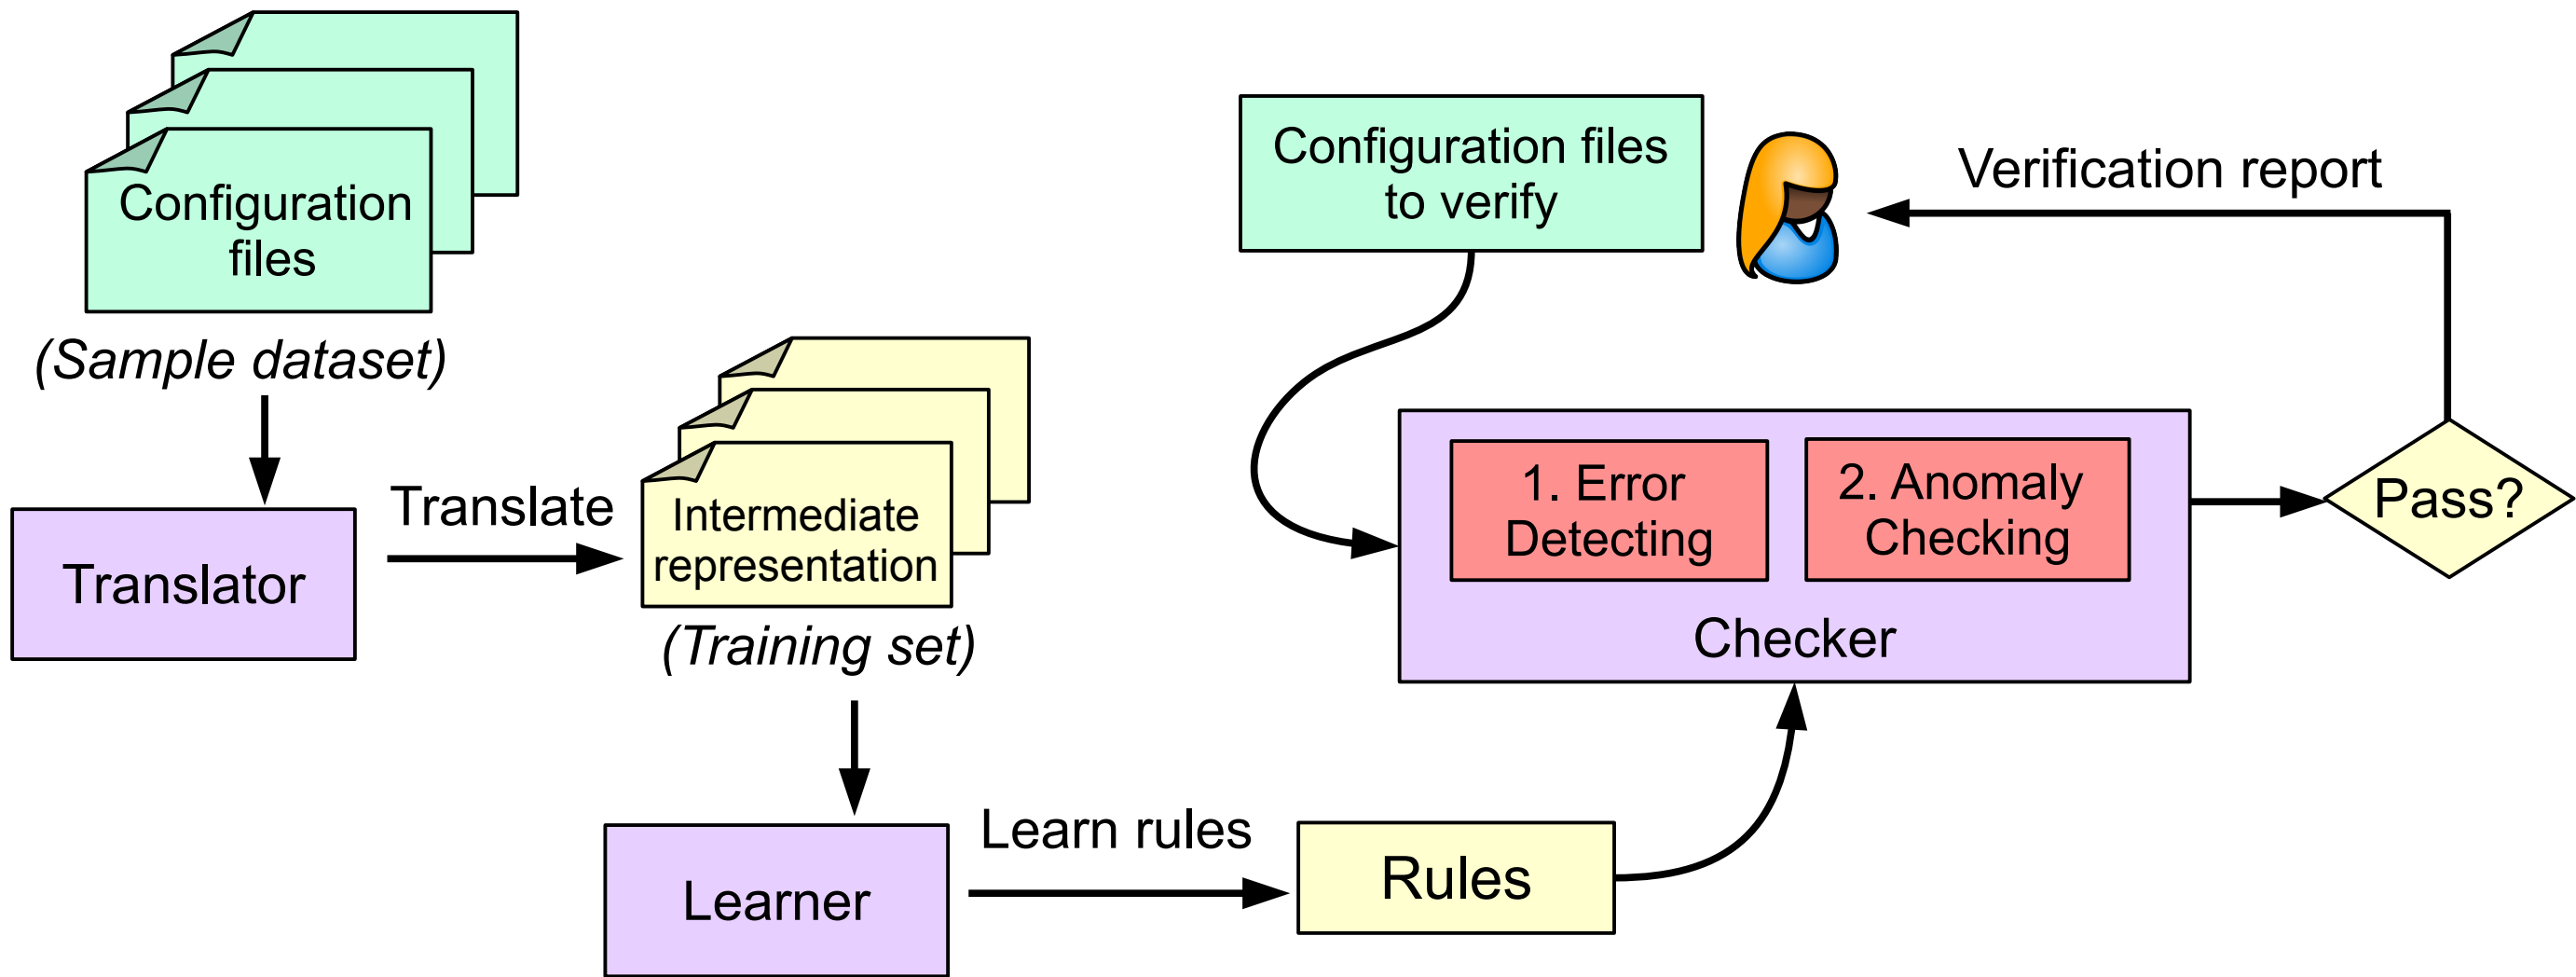 Configuration
files
(Sample dataset)
Translator
Translate
Intermediate
representation
(Training set)
Learner
Learn rules
Rules
Configuration files
to verify
1. Error
Detecting
2. Anomaly
Checking
Checker
Pass?
Verification report